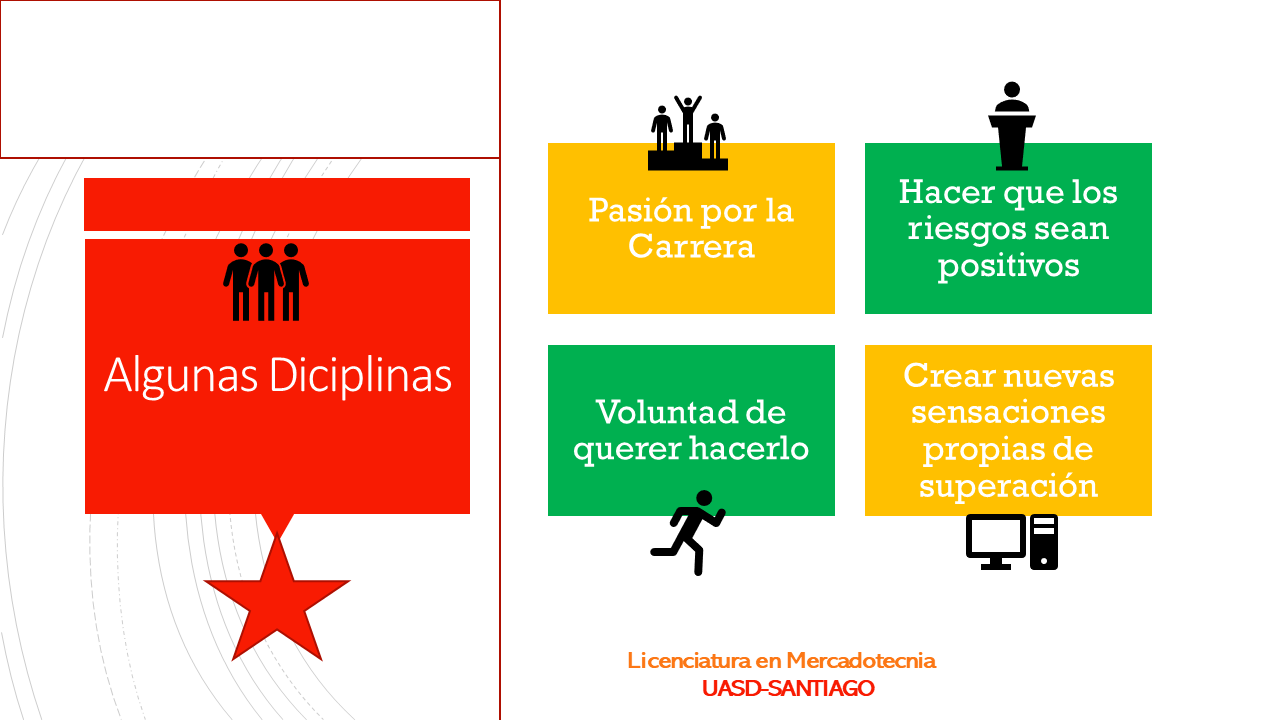 Algunas Diciplinas
Pasión por la
Carrera
Hacer que los
riesgos sean
positivos
Voluntad de
querer hacerlo
Crear nuevas
sensaciones
propias de
superación
Licenciatura en Mercadotecnia
UASD-SANTIAGO